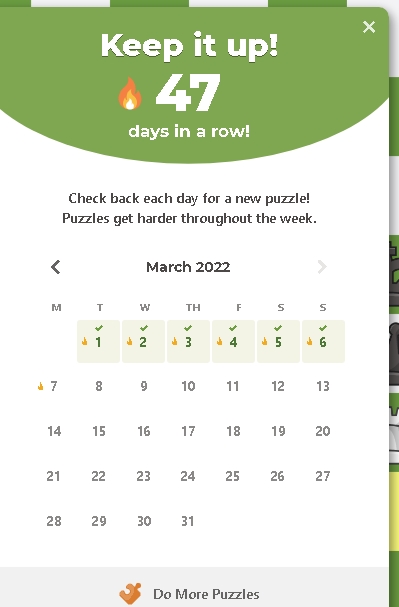 Keep it up!
47
days in a row!
Check back each day for a new puzzle!
Puzzles get harder throughout the week.
March 2022
M T W TH F S S
1 2 3 4 5 6
7 8 9 10 11 12 13
14 15 16 17 18 19 20
21 22 23 24 25 26 27
28 29 30 31
Do More Puzzles